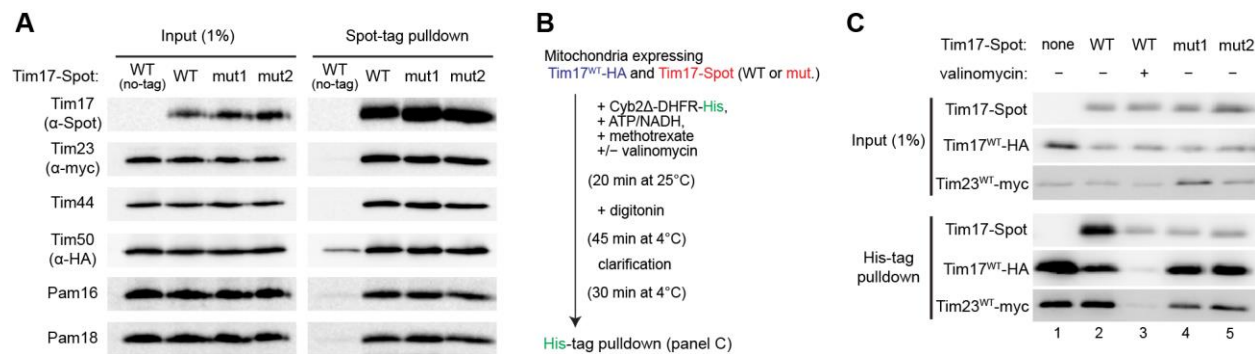 A
Input (1%)
Spot-tag pulldown
Tim17-Spot:
WT
(no-tag)
WT
mut1
mut2
WT
(no-tag)
WT
mut1
mut2
Tim17
(α-Spot)
Tim23
(α-myc)
Tim44
Tim50
(α-HA)
Pam16
Pam18
B
Mitochondria expressing
Tim17WT-HA and Tim17-Spot (WT or mut.)
+ Cyb2Δ-DHFR-His,
+ ATP/NADH,
+ methotrexate
+/− valinomycin
(20 min at 25°C)
+ digitonin
(45 min at 4°C)
clarification
(30 min at 4°C)
His-tag pulldown (panel C)
C
Tim17-Spot: none WT WT mut1 mut2
valinomycin: − − + − −
Input (1%)
Tim17-Spot
Tim17WT-HA
Tim23WT-myc
His-tag
pulldown
Tim17-Spot
Tim17WT-HA
Tim23WT-myc
1 2 3 4 5